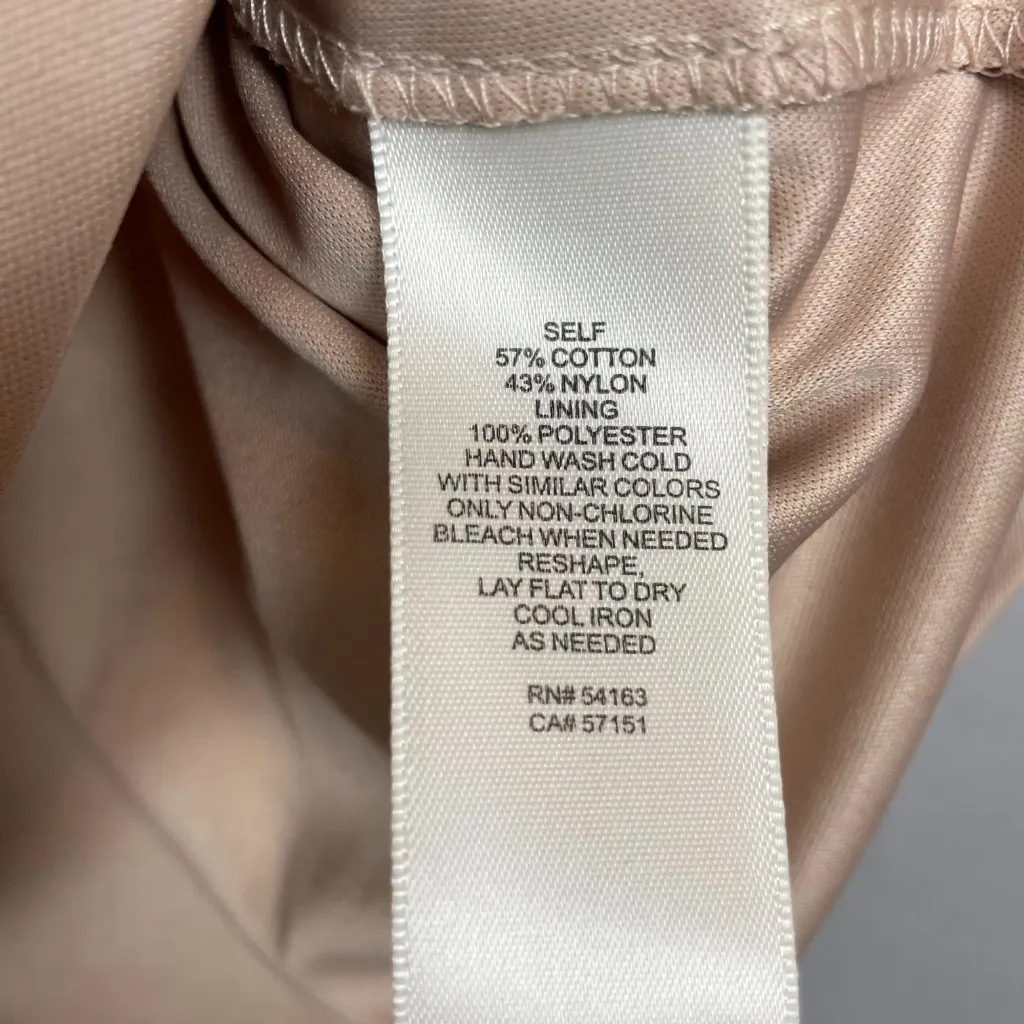 SELF
57% COTTON
43% NYLON
LINING
100% POLYESTER
HAND WASH COLD
WITH SIMILAR COLORS
ONLY NON-CHLORINE
BLEACH WHEN NEEDED
RESHAPE,
LAY FLAT TO DRY
COOL IRON
AS NEEDED
RN# 54163
CA# 57151